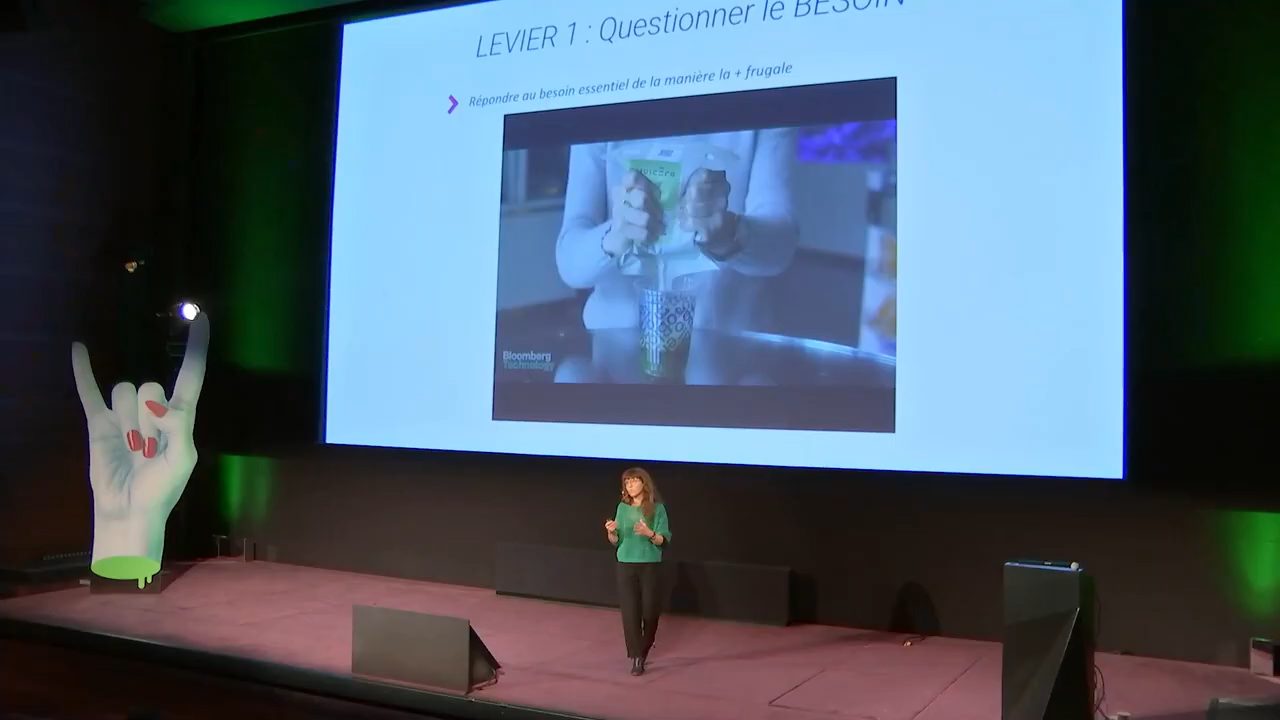 LEVIER 1 : Questionner le BESOIN
Répondre au besoin essentiel de la manière la + frugale
Bloomberg
Technology